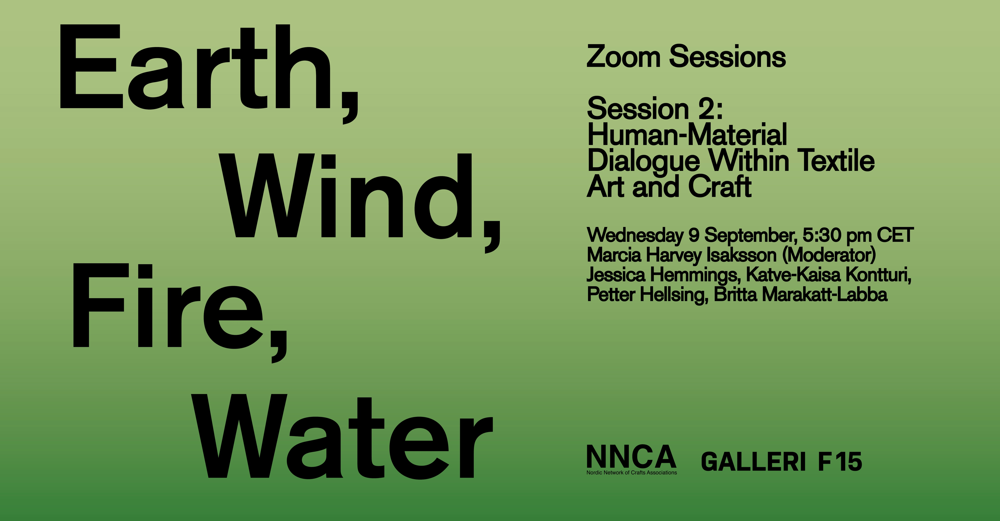 Earth,
Wind,
Fire,
Water
Zoom Sessions
Session 2:
Human-Material
Dialogue Within Textile
Art and Craft
Wednesday 9 September, 5:30 pm CET
Marcia Harvey Isaksson (Moderator)
Jessica Hemmings, Katve-Kaisa Kontturi,
Petter Hellsing, Britta Marakatt-Labba
NNCA
Nordic Network of Crafts Associations
GALLERI F 15